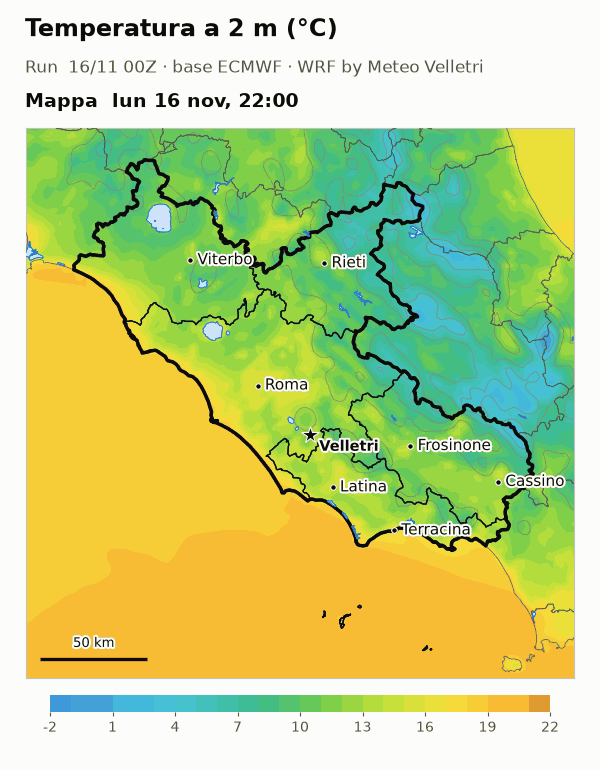 Temperatura a 2 m (°C)
Run  16/11 00Z · base ECMWF · WRF by Meteo Velletri
Mappa  lun 16 nov, 22:00
Viterbo
Rieti
Roma
Velletri
Frosinone
Cassino
Latina
Terracina
50 km
-2 1 4 7 10 13 16 19 22